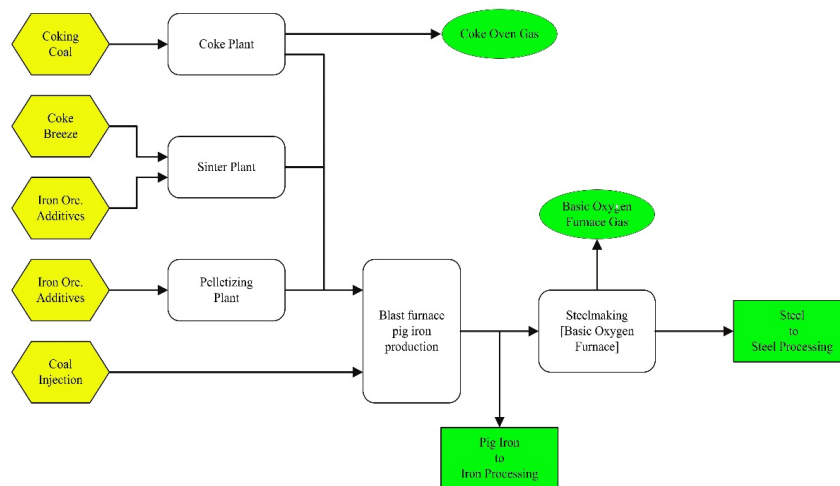 Coking
Coal
Coke Plant
Coke Oven Gas
Coke
Breeze
Sinter Plant
Iron Orc.
Additives
Basic Oxygen
Furnace Gas
Iron Orc.
Additives
Pelletizing
Plant
Blast furnace
pig iron
production
Steelmaking
[Basic Oxygen
Furnace]
Steel
to
Steel Processing
Coal
Injection
Pig Iron
to
Iron Processing